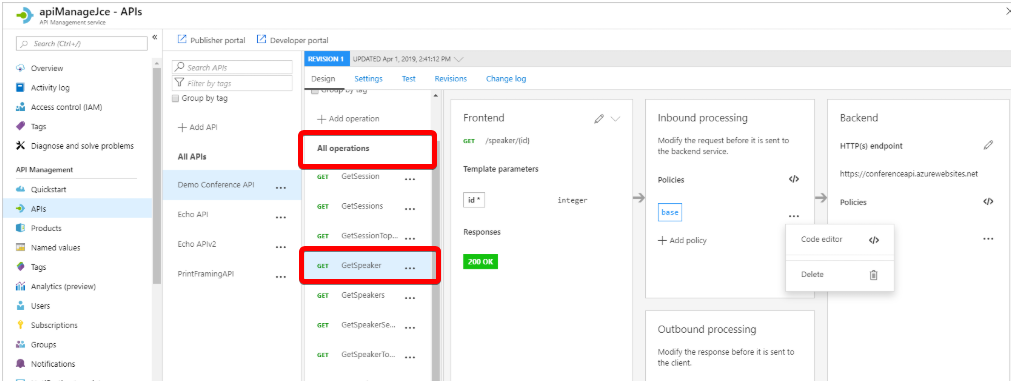 apiManageJce - APIs
API Management service
Search (Ctrl+/)
Overview
Activity log
Access control (IAM)
Tags
Diagnose and solve problems
API Management
Quickstart
APIs
Products
Named values
Tags
Analytics (preview)
Users
Subscriptions
Groups
Notifications
Publisher portal
Developer portal
Search APIs
Filter by tags
Group by tag
+ Add API
All APIs
Demo Conference API ...
Echo API ...
Echo APIv2 ...
PrintFramingAPI ...
REVISION 1
UPDATED Apr 1, 2019, 2:41:12 PM
Design
Settings
Test
Revisions
Change log
Group by tag
+ Add operation
All operations
GET GetSession ...
GET GetSessions ...
GET GetSessionTop... ...
GET GetSpeaker ...
GET GetSpeakers ...
GET GetSpeakerSe... ...
GET GetSpeakerTo... ...
Frontend
GET /speaker/{id}
Template parameters
id * integer
Responses
200 OK
Inbound processing
Modify the request before it is sent to
the backend service.
Policies </>
base ...
+ Add policy
Code editor </>
Delete
Outbound processing
Modify the response before it is sent to
the client.
Backend
HTTP(s) endpoint
https://conferenceapi.azurewebsites.net
Policies </>
...